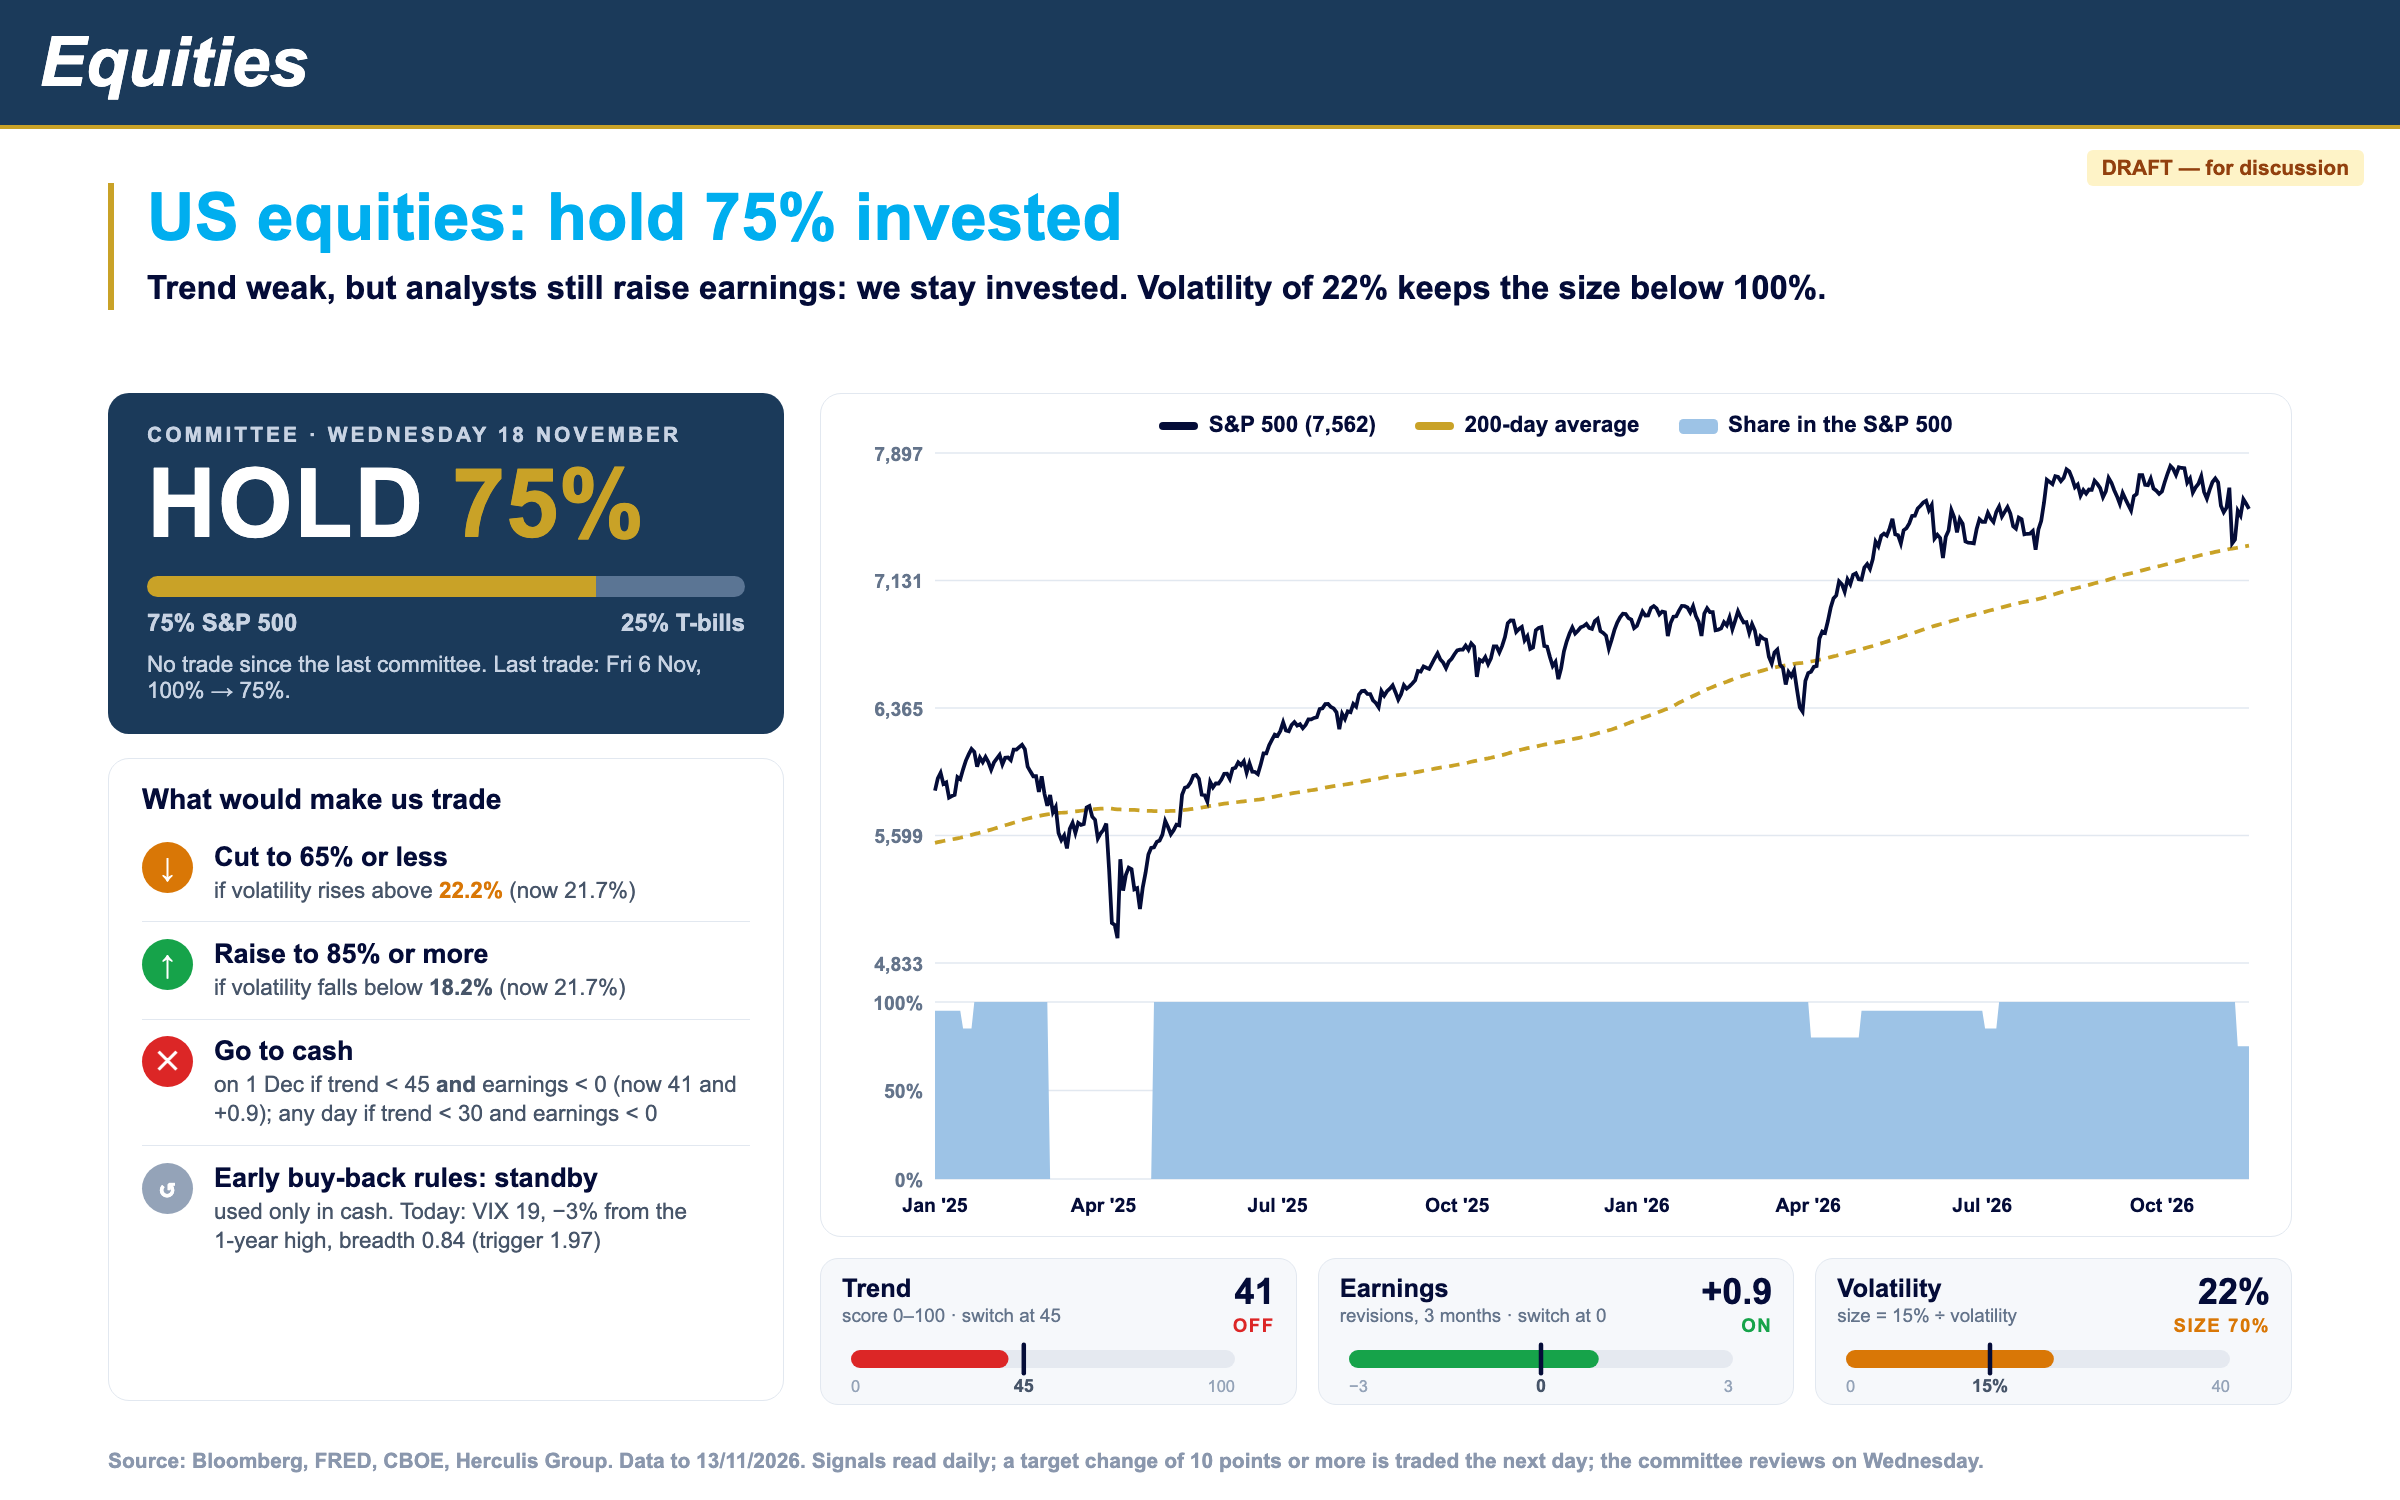 Equities
DRAFT — for discussion
US equities: hold 75% invested
Trend weak, but analysts still raise earnings: we stay invested. Volatility of 22% keeps the size below 100%.
COMMITTEE · WEDNESDAY 18 NOVEMBER
HOLD 75%
75% S&P 500
25% T-bills
No trade since the last committee. Last trade: Fri 6 Nov,
100% → 75%.
What would make us trade
↓
Cut to 65% or less
if volatility rises above 22.2% (now 21.7%)
↑
Raise to 85% or more
if volatility falls below 18.2% (now 21.7%)
✕
Go to cash
on 1 Dec if trend < 45 and earnings < 0 (now 41 and
+0.9); any day if trend < 30 and earnings < 0
↺
Early buy-back rules: standby
used only in cash. Today: VIX 19, −3% from the
1-year high, breadth 0.84 (trigger 1.97)
S&P 500 (7,562)
200-day average
Share in the S&P 500
7,897
7,131
6,365
5,599
4,833
100%
50%
0%
Jan '25
Apr '25
Jul '25
Oct '25
Jan '26
Apr '26
Jul '26
Oct '26
Trend
41
score 0–100 · switch at 45
OFF
0
45
100
Earnings
+0.9
revisions, 3 months · switch at 0
ON
−3
0
3
Volatility
22%
size = 15% ÷ volatility
SIZE 70%
0
15%
40
Source: Bloomberg, FRED, CBOE, Herculis Group. Data to 13/11/2026. Signals read daily; a target change of 10 points or more is traded the next day; the committee reviews on Wednesday.